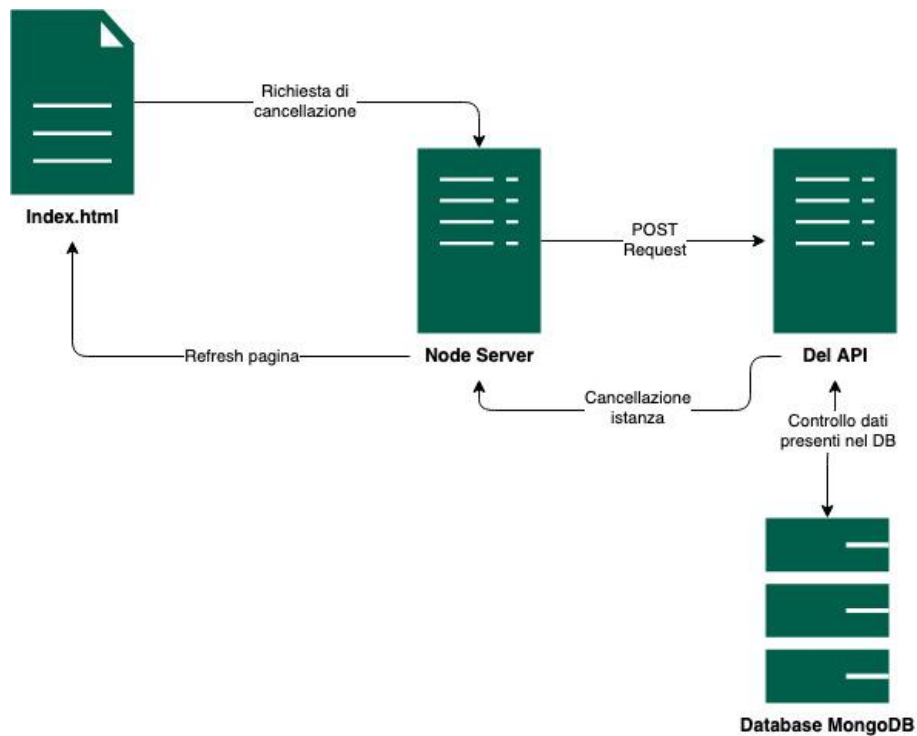 Richiesta di
cancellazione
Index.html
POST
Request
Refresh pagina
Node Server
Del API
Cancellazione
istanza
Controllo dati
presenti nel DB
Database MongoDB